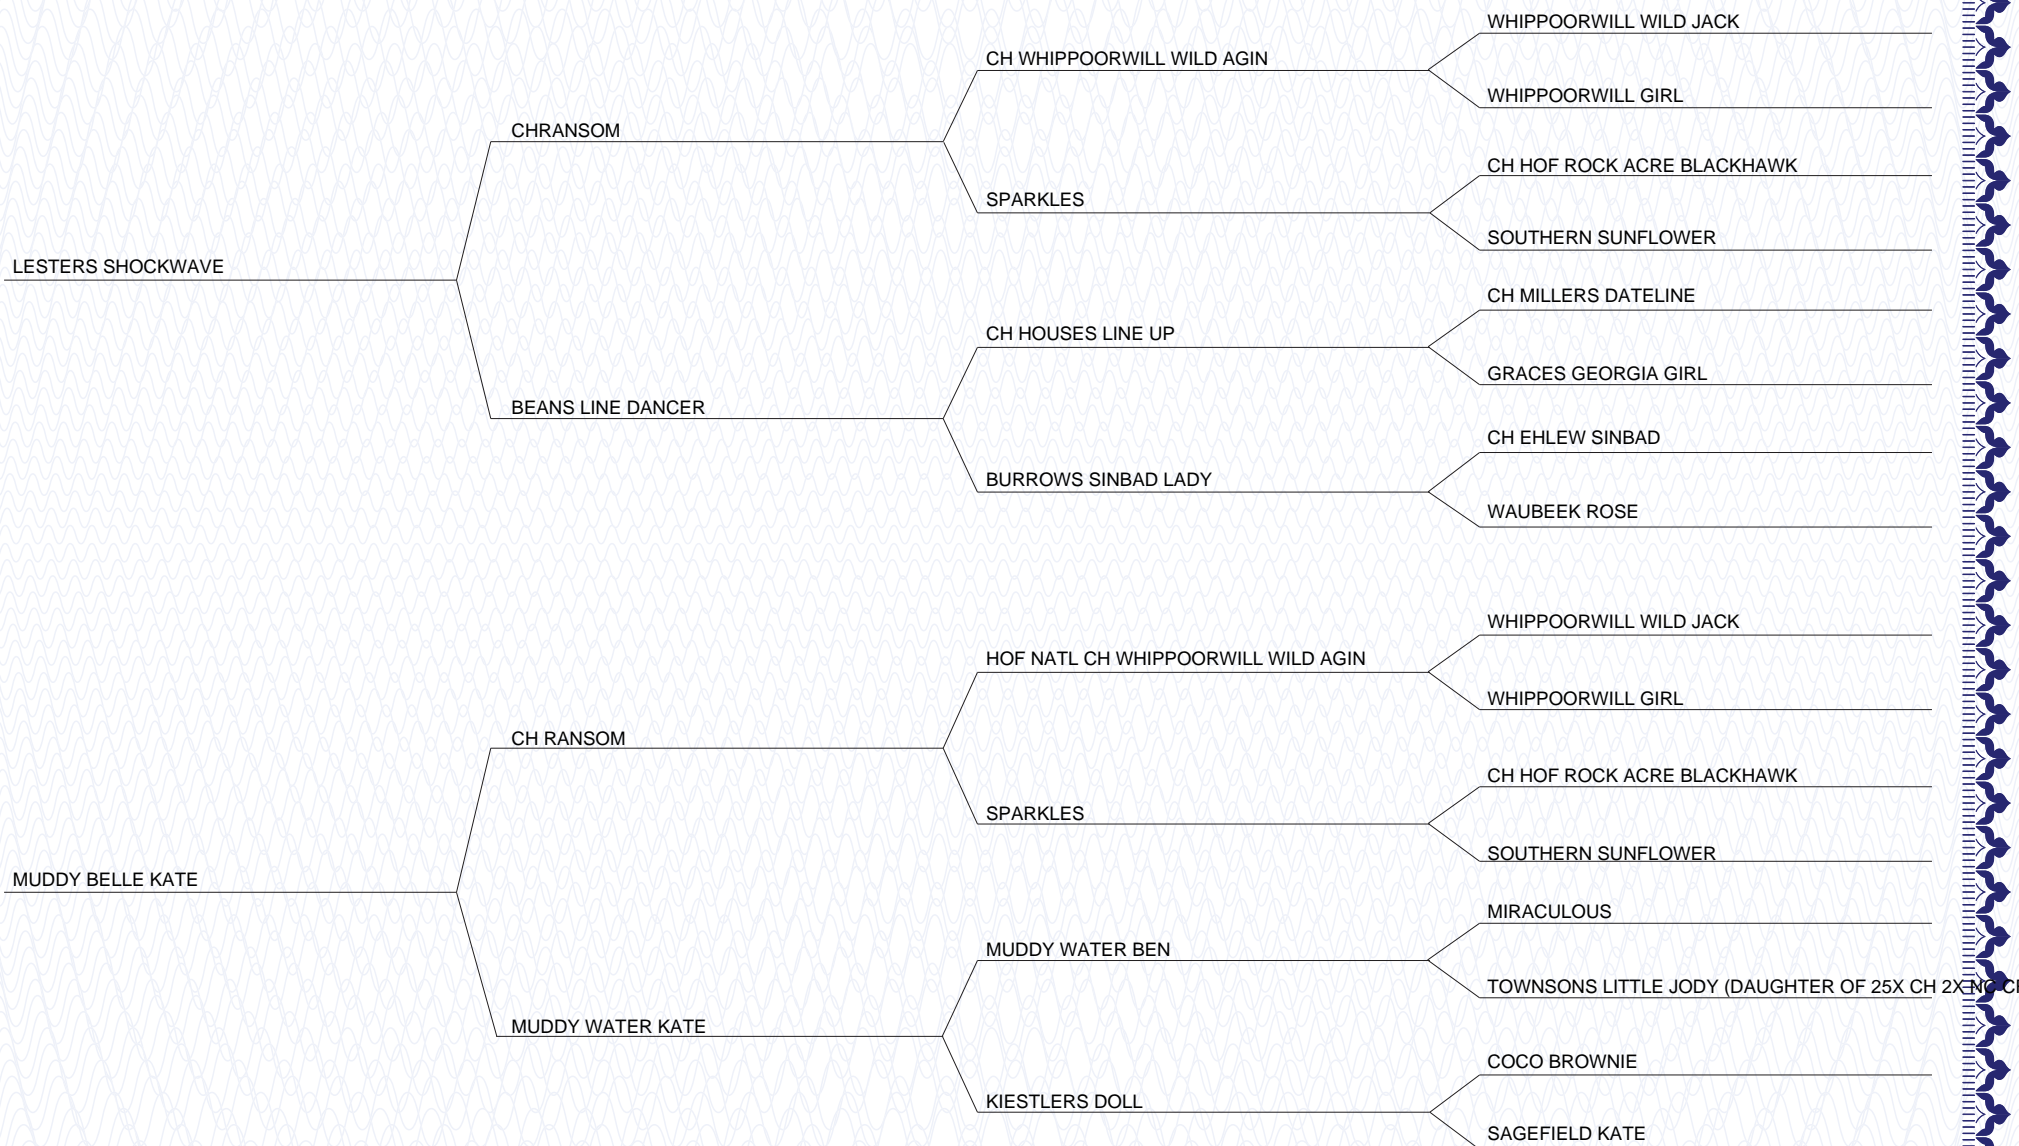 WHIPPOORWILL WILD JACK
CH WHIPPOORWILL WILD AGIN
WHIPPOORWILL GIRL
CHRANSOM
CH HOF ROCK ACRE BLACKHAWK
SPARKLES
SOUTHERN SUNFLOWER
LESTERS SHOCKWAVE
CH MILLERS DATELINE
CH HOUSES LINE UP
GRACES GEORGIA GIRL
BEANS LINE DANCER
CH EHLEW SINBAD
BURROWS SINBAD LADY
WAUBEEK ROSE
WHIPPOORWILL WILD JACK
HOF NATL CH WHIPPOORWILL WILD AGIN
WHIPPOORWILL GIRL
CH RANSOM
CH HOF ROCK ACRE BLACKHAWK
SPARKLES
SOUTHERN SUNFLOWER
MUDDY BELLE KATE
MIRACULOUS
MUDDY WATER BEN
TOWNSONS LITTLE JODY (DAUGHTER OF 25X CH 2X NC
MUDDY WATER KATE
COCO BROWNIE
KIESTLERS DOLL
SAGEFIELD KATE